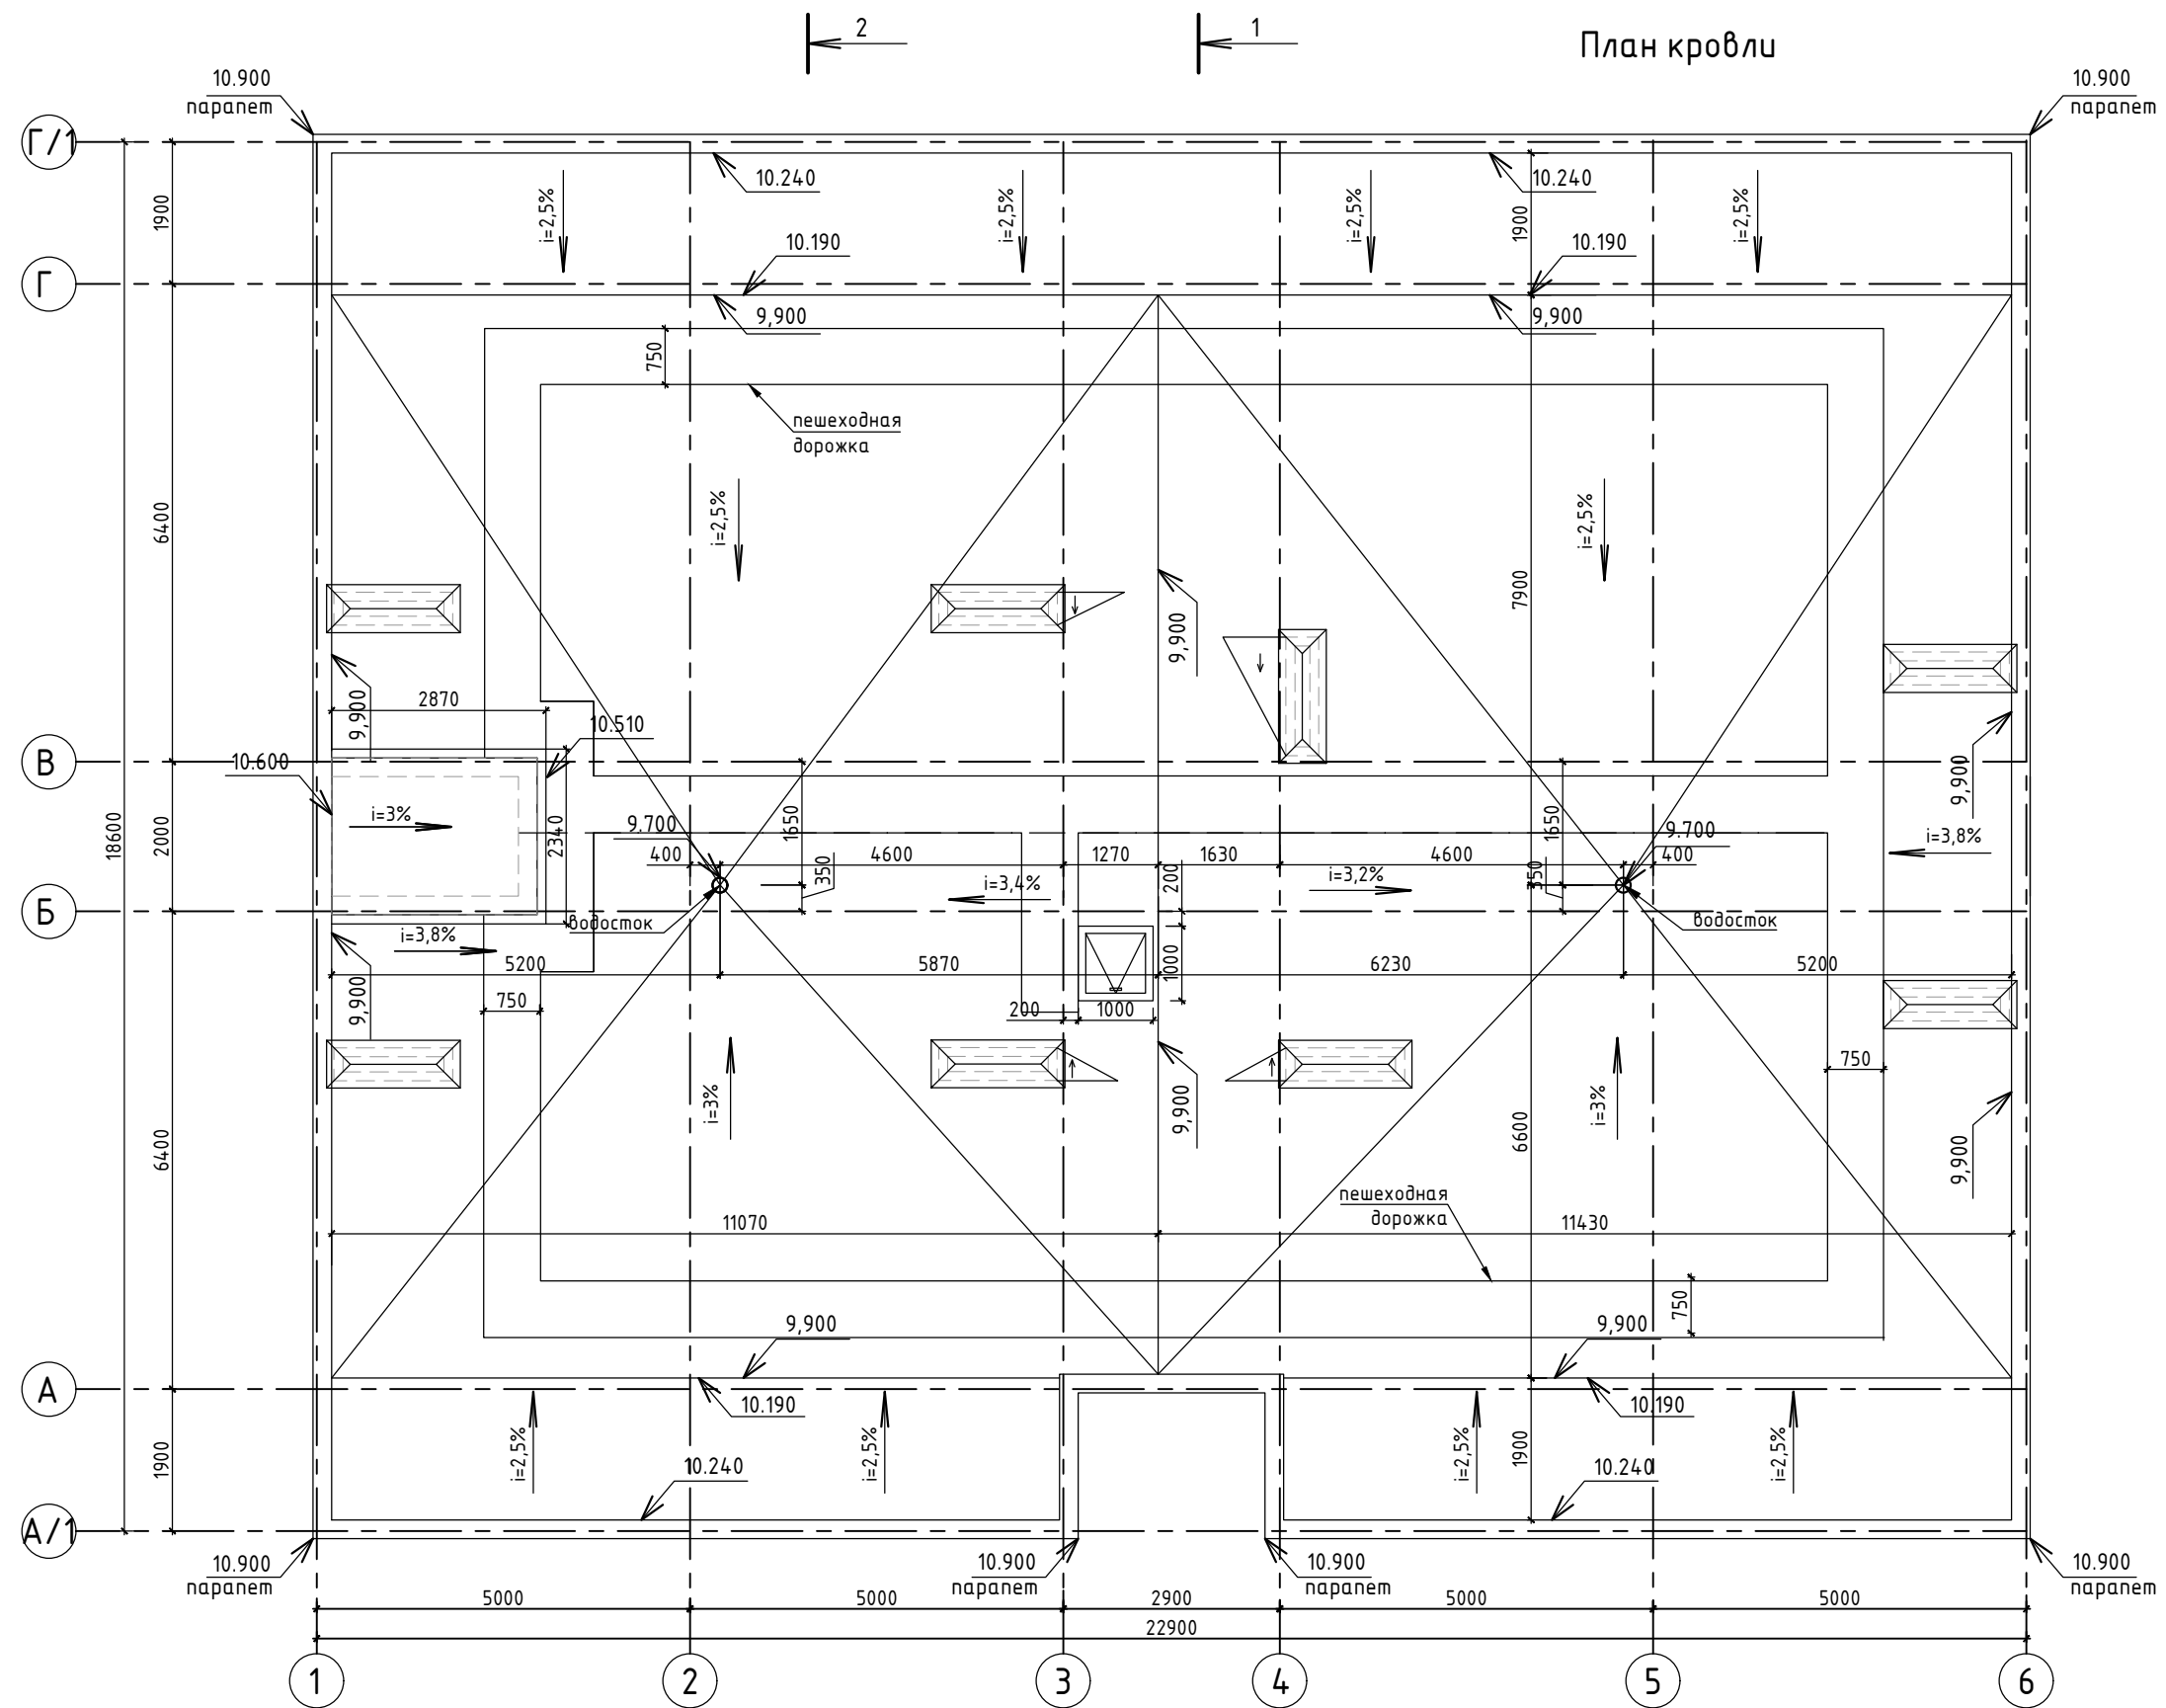 2
1
План кровли
10.900
парапет
10.900
парапет
Г/1
10.240
10.240
i=2,5%
i=2,5%
i=2,5%
i=2,5%
1900
1900
10.190
10.190
Г
9,900
9,900
750
пешеходная
дорожка
i=2,5%
i=2,5%
6400
7900
9,900
9,900
2870
10.510
9,900
В
10.600
i=3%
2340
1650
1650
18600
2000
9.700
9.700
i=3,8%
400
4600
1270
1630
4600
400
350
350
200
i=3,4%
i=3,2%
Б
водосток
водосток
i=3,8%
5200
5870
6230
5200
1000
9,900
750
200
1000
750
i=3%
i=3%
9,900
6400
6600
9,900
пешеходная
дорожка
11070
11430
750
9,900
9,900
А
10.190
10.190
i=2,5%
i=2,5%
i=2,5%
i=2,5%
1900
1900
10.240
10.240
А/1
10.900
парапет
10.900
парапет
10.900
парапет
10.900
парапет
5000
5000
2900
5000
5000
22900
1
2
3
4
5
6